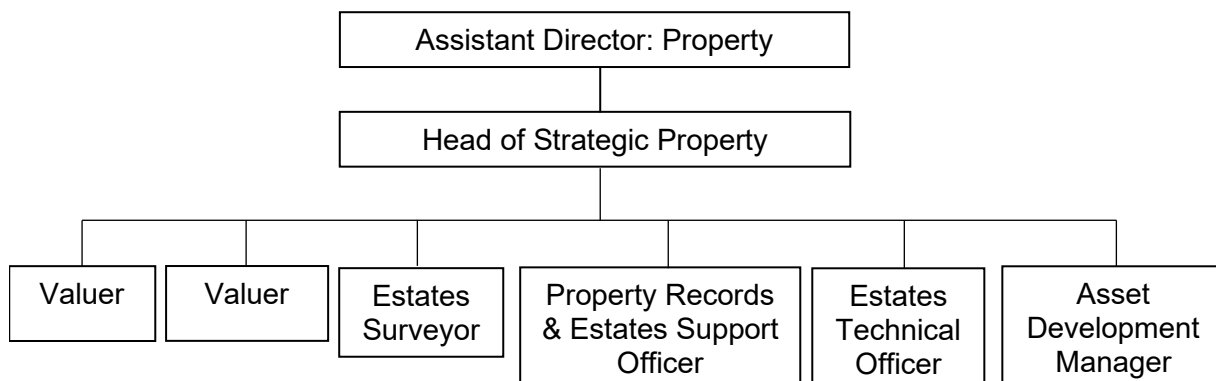 Assistant Director: Property
Head of Strategic Property
Valuer
Valuer
Estates
Surveyor
Property Records
& Estates Support
Officer
Estates
Technical
Officer
Asset
Development
Manager